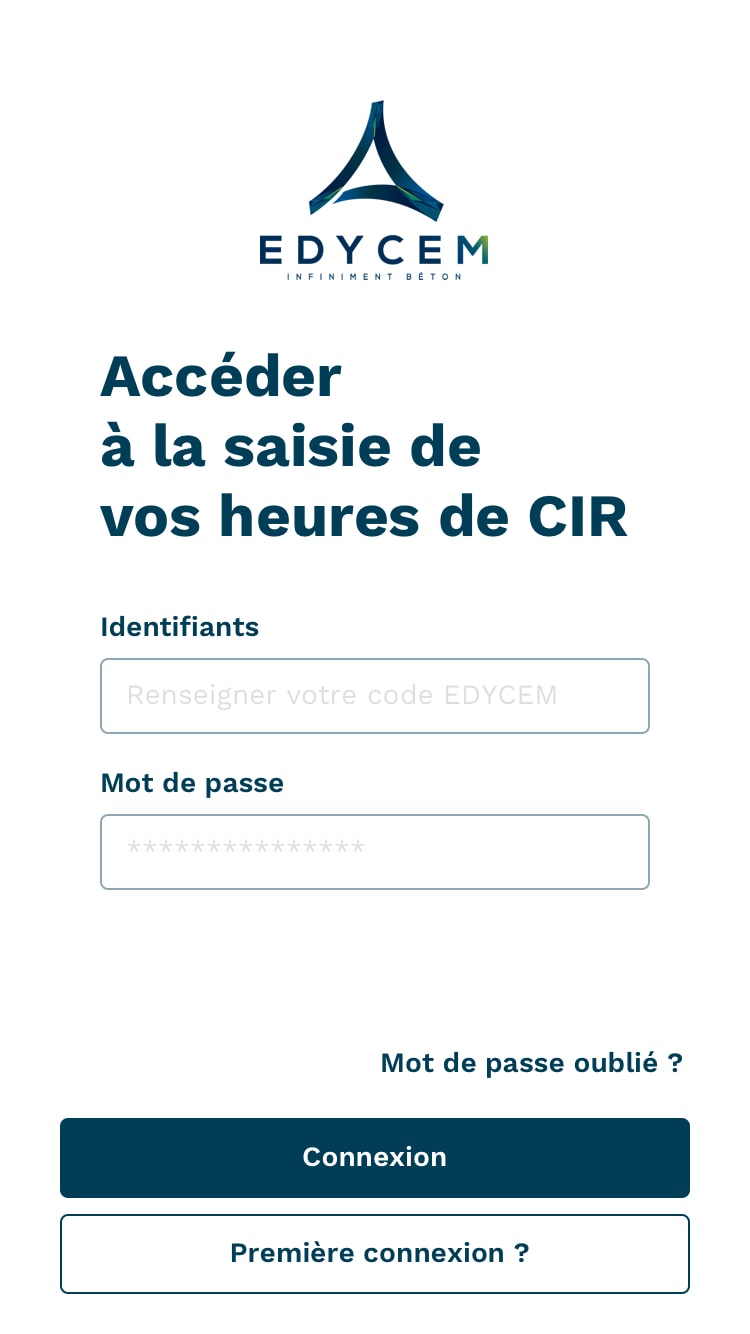 EDYCEM
INFINIMENT BÉTON
Accéder
à la saisie de
vos heures de CIR
Identifiants
Renseigner votre code EDYCEM
Mot de passe
***************
Mot de passe oublié ?
Connexion
Première connexion ?